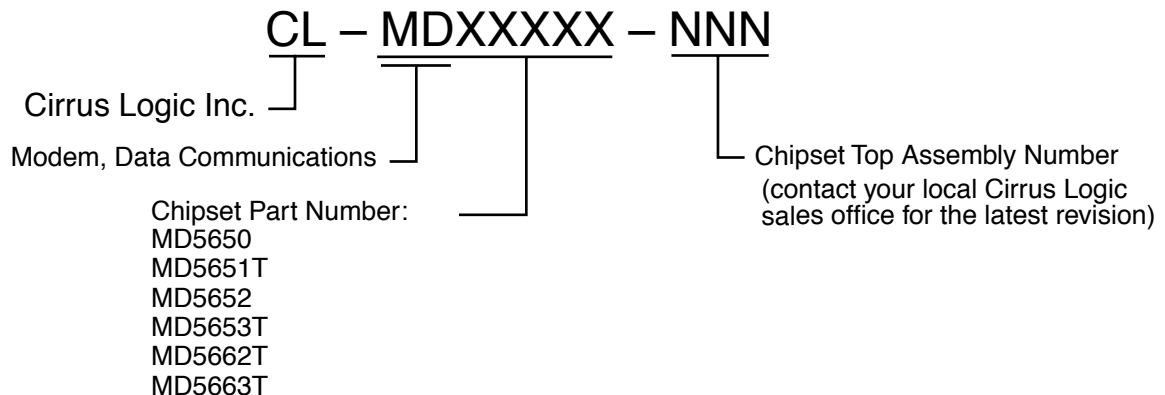 CL – MDXXXXX – NNN
Cirrus Logic Inc.
Modem, Data Communications
Chipset Part Number:
MD5650
MD5651T
MD5652
MD5653T
MD5662T
MD5663T
Chipset Top Assembly Number
(contact your local Cirrus Logic
sales office for the latest revision)